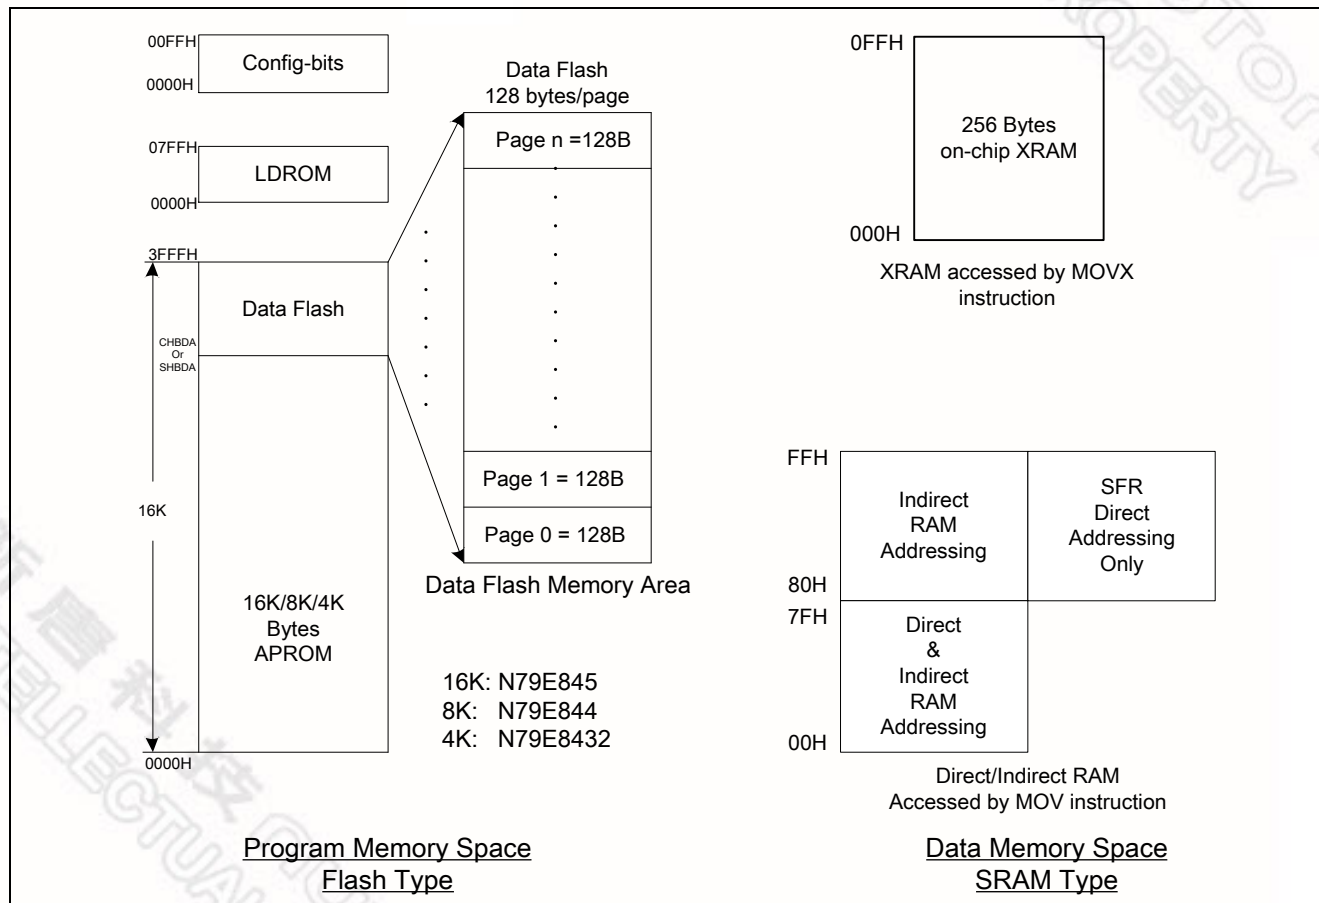 00FFH
Config-bits
0000H
07FFH
LDROM
0000H
3FFFH
Data Flash
CHBDA
Or
SHBDA
16K
16K/8K/4K
Bytes
APROM
0000H
Data Flash
128 bytes/page
Page n =128B
Page 1 = 128B
Page 0 = 128B
Data Flash Memory Area
16K: N79E845
8K: N79E844
4K: N79E8432
Program Memory Space
Flash Type
0FFH
256 Bytes
on-chip XRAM
000H
XRAM accessed by MOVX
instruction
FFH
Indirect
RAM
Addressing
SFR
Direct
Addressing
Only
80H
7FH
Direct
&
Indirect
RAM
Addressing
00H
Direct/Indirect RAM
Accessed by MOV instruction
Data Memory Space
SRAM Type